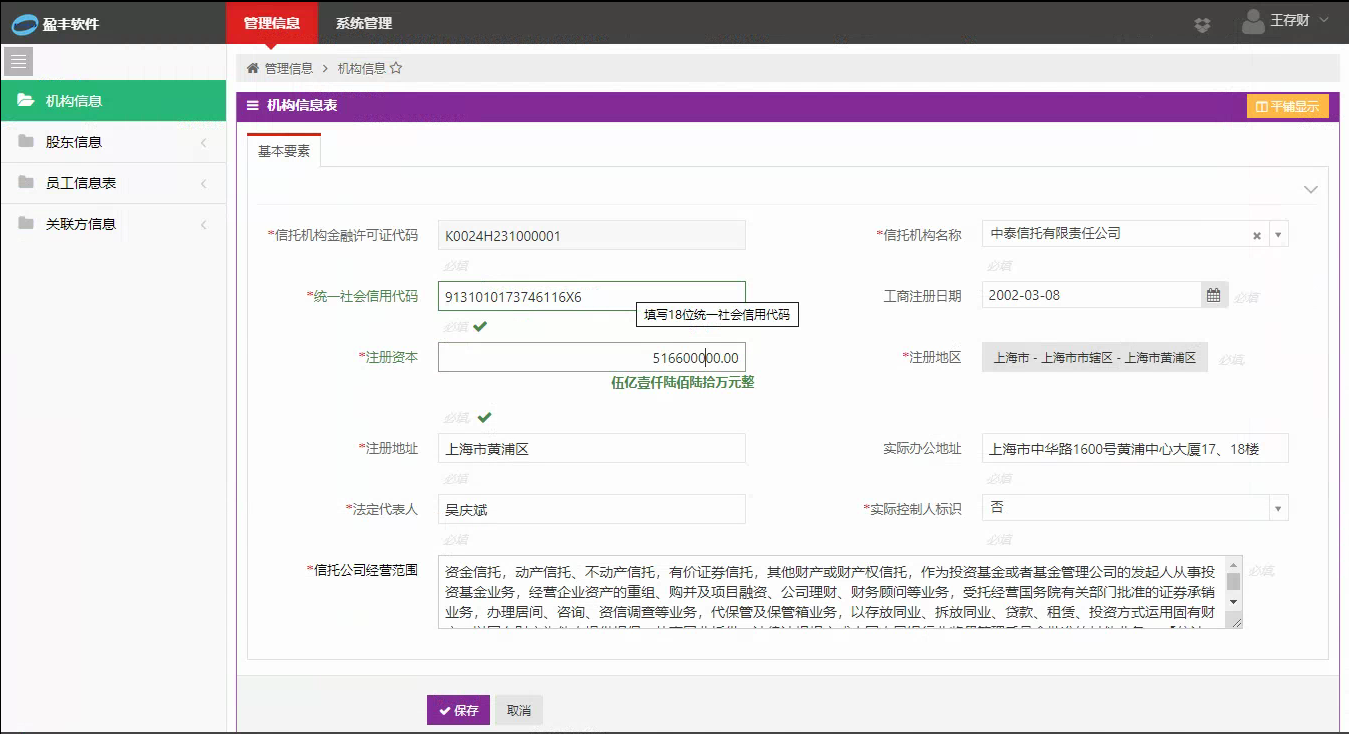 盈丰软件
管理信息
系统管理
王存财
管理信息 > 机构信息
机构信息
股东信息
员工信息表
关联方信息
机构信息表
平铺显示
基本要素
*信托机构金融许可证代码
K0024H231000001
必填
*信托机构名称
中泰信托有限责任公司
必填
*统一社会信用代码
9131010173746116X6
填写18位统一社会信用代码
必填
工商注册日期
2002-03-08
必填
*注册资本
516600000.00
伍亿壹仟陆佰陆拾万元整
必填
*注册地区
上海市 - 上海市市辖区 - 上海市黄浦区
必填
*注册地址
上海市黄浦区
必填
实际办公地址
上海市中华路1600号黄浦中心大厦17、18楼
必填
*法定代表人
吴庆斌
必填
*实际控制人标识
否
必填
*信托公司经营范围
资金信托，动产信托、不动产信托，有价证券信托，其他财产或财产权信托，作为投资基金或者基金管理公司的发起人从事投
资基金业务，经营企业资产的重组、购并及项目融资、公司理财、财务顾问等业务，受托经营国务院有关部门批准的证券承销
业务，办理居间、咨询、资信调查等业务，代保管及保管箱业务，以存放同业、拆放同业、贷款、租赁、投资方式运用固有财
必填
保存
取消